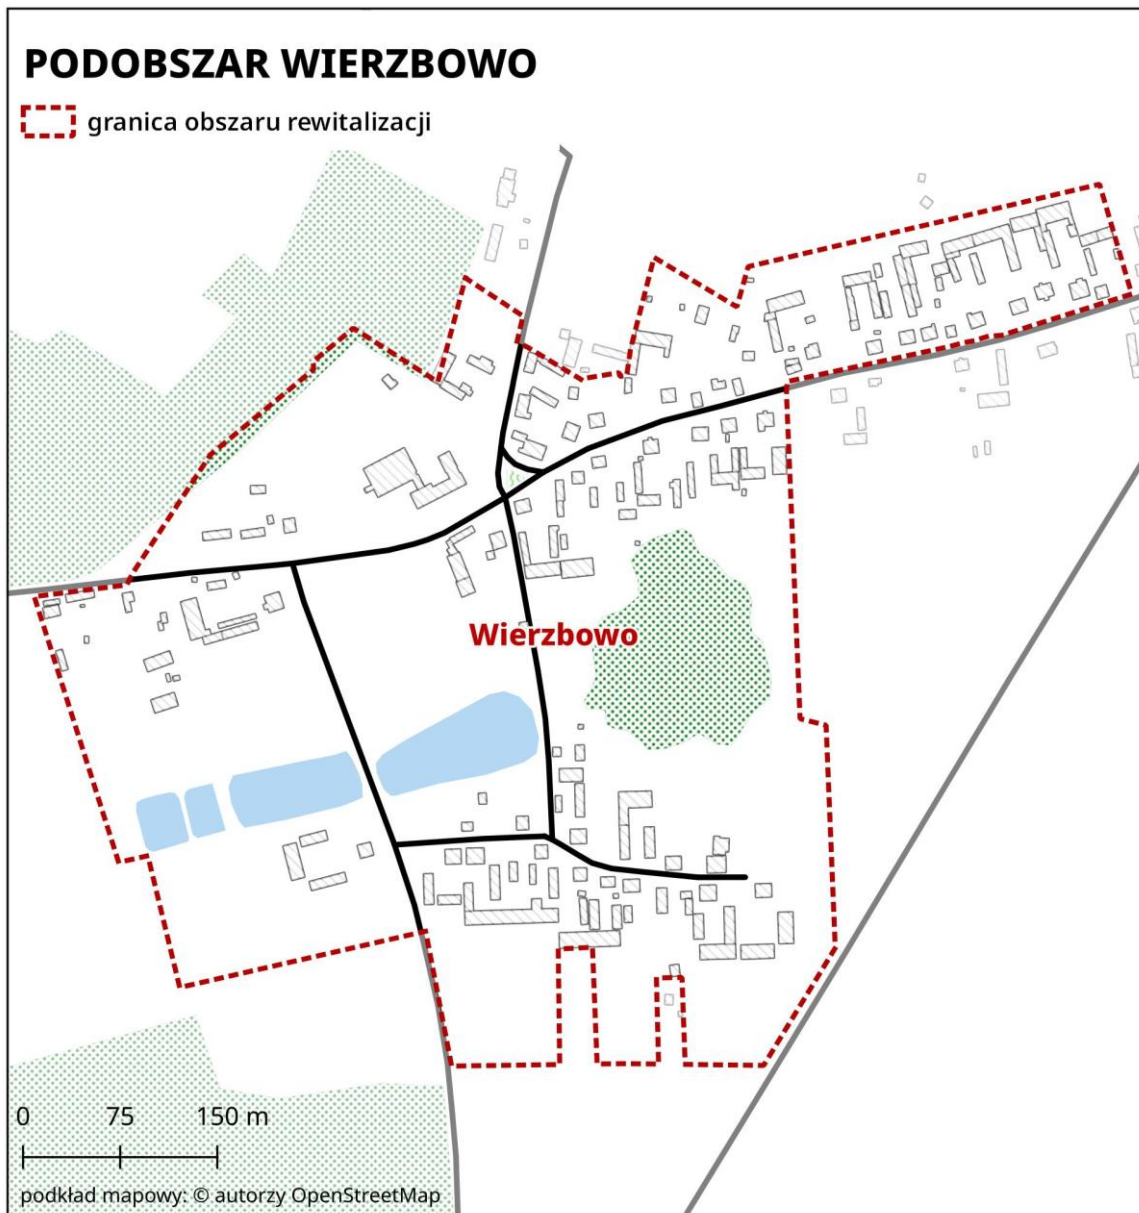 PODOBSZAR WIERZBOWO
granica obszaru rewitalizacji
Wierzbowo
0 75 150 m
podkład mapowy: © autorzy OpenStreetMap